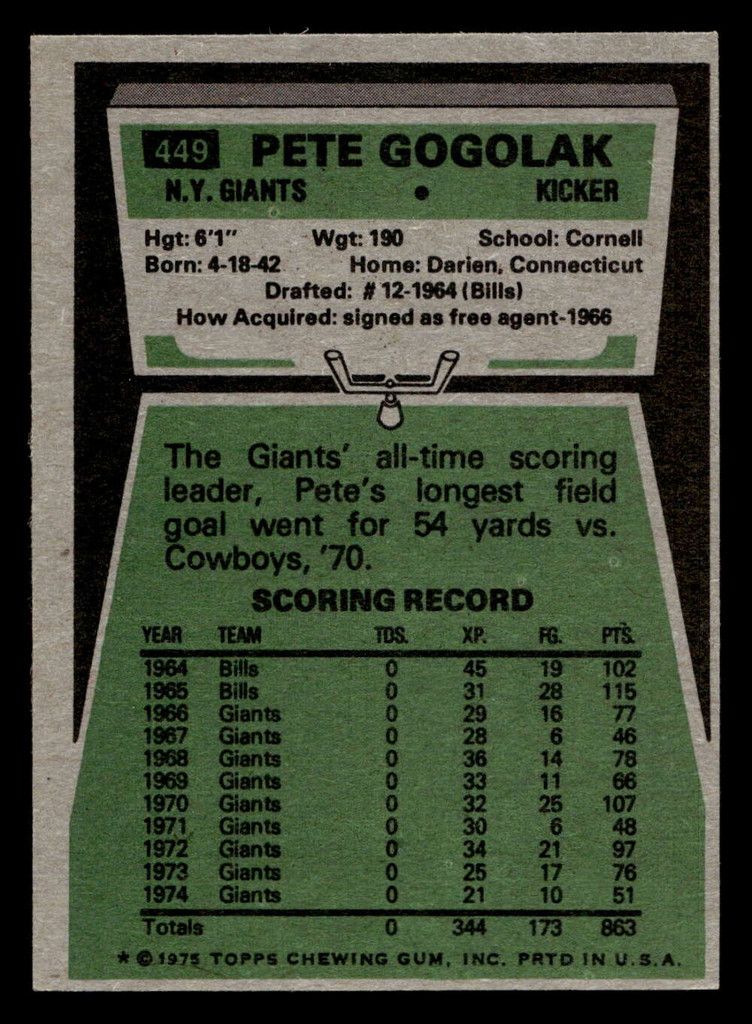 449 PETE GOGOLAK
N.Y. GIANTS • KICKER
Hgt: 6'1" Wgt: 190 School: Cornell
Born: 4-18-42 Home: Darien, Connecticut
Drafted: #12-1964 (Bills)
How Acquired: signed as free agent-1966
The Giants' all-time scoring
leader, Pete's longest field
goal went for 54 yards vs.
Cowboys, '70.
SCORING RECORD
YEAR TEAM TDS. XP. FG. PTS.
1964 Bills 0 45 19 102
1965 Bills 0 31 28 115
1966 Giants 0 29 16 77
1967 Giants 0 28 6 46
1968 Giants 0 36 14 78
1969 Giants 0 33 11 66
1970 Giants 0 32 25 107
1971 Giants 0 30 6 48
1972 Giants 0 34 21 97
1973 Giants 0 25 17 76
1974 Giants 0 21 10 51
Totals 0 344 173 863
* © 1975 TOPPS CHEWING GUM, INC. PRTD IN U.S.A.